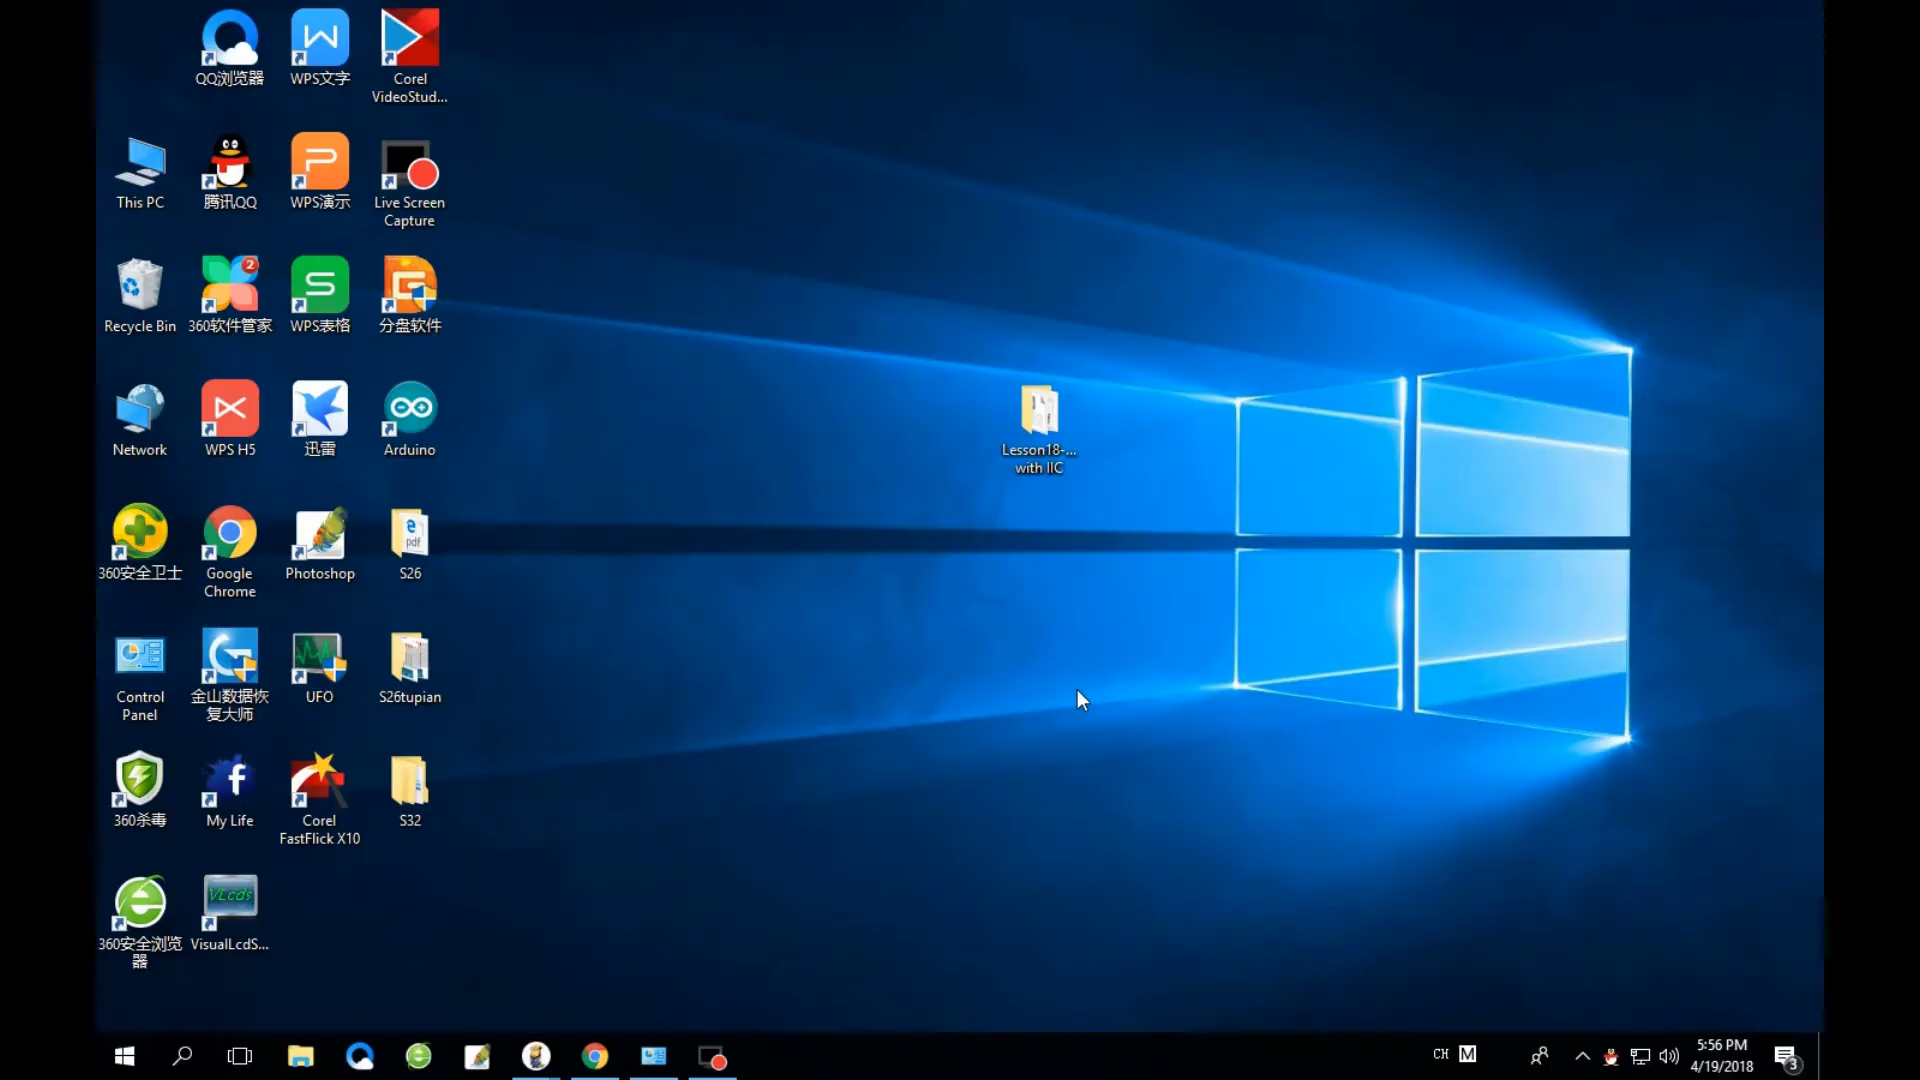 QQ浏览器
WPS文字
Corel
VideoStud...
This PC
腾讯QQ
WPS演示
Live Screen
Capture
Recycle Bin
2
360软件管家
WPS表格
分盘软件
Network
WPS H5
迅雷
Arduino
Lesson18-...
with IIC
360安全卫士
Google
Chrome
Photoshop
pdf
S26
Control
Panel
金山数据恢
复大师
UFO
S26tupian
360杀毒
My Life
Corel
FastFlick X10
S32
360安全浏览
器
VLcds
VisualLcdS...
CH
M
5:56 PM
4/19/2018
3